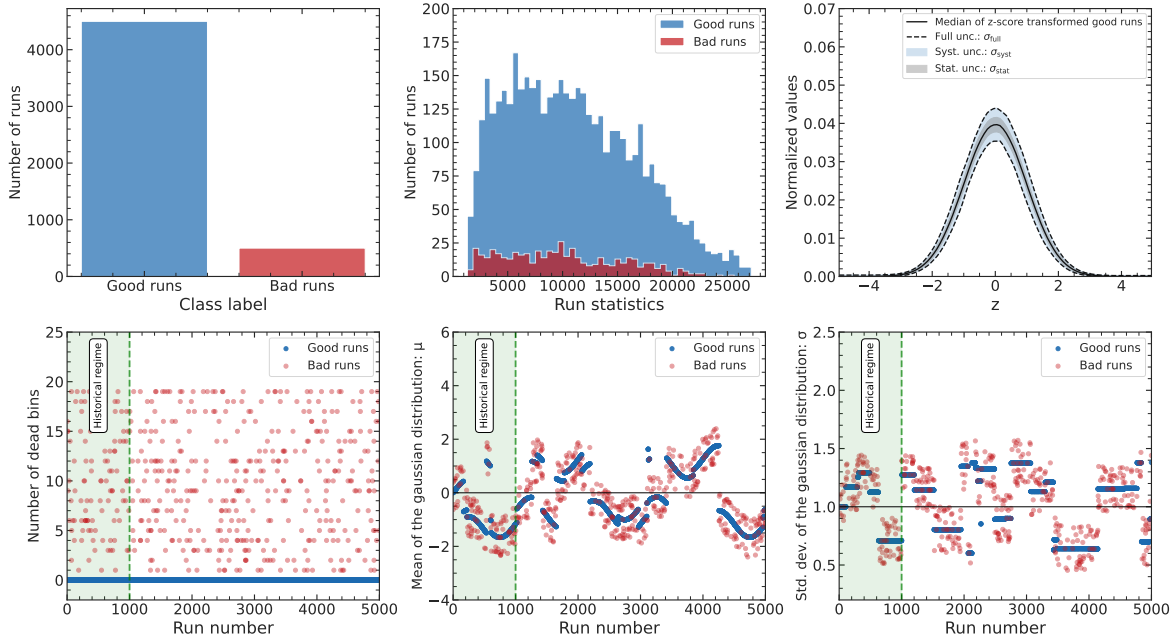 Number of runs
4000
3000
2000
1000
0
Good runs
Bad runs
Class label
Number of runs
200
175
150
125
100
75
50
25
0
5000 10000 15000 20000 25000
Run statistics
Good runs
Bad runs
Normalized values
0.07
0.06
0.05
0.04
0.03
0.02
0.01
0.00
−4 −2 0 2 4
z
Median of z-score transformed good runs
Full unc.: σfull
Syst. unc.: σsyst
Stat. unc.: σstat
Number of dead bins
25
20
15
10
5
0
0 1000 2000 3000 4000 5000
Run number
Historical regime
Good runs
Bad runs
Mean of the gaussian distribution: μ
6
4
2
0
−2
−4
0 1000 2000 3000 4000 5000
Run number
Historical regime
Good runs
Bad runs
Std. dev. of the gaussian distribution: σ
2.5
2.0
1.5
1.0
0.5
0 1000 2000 3000 4000 5000
Run number
Historical regime
Good runs
Bad runs